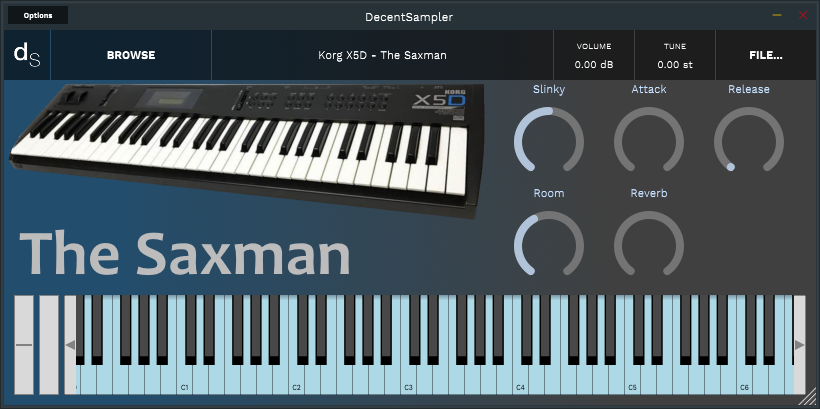 Options
DecentSampler
dS
BROWSE
Korg X5D - The Saxman
VOLUME
0.00 dB
TUNE
0.00 st
FILE...
KORG
X5D
Slinky
Attack
Release
Room
Reverb
The Saxman
C1
C2
C3
C4
C5
C6